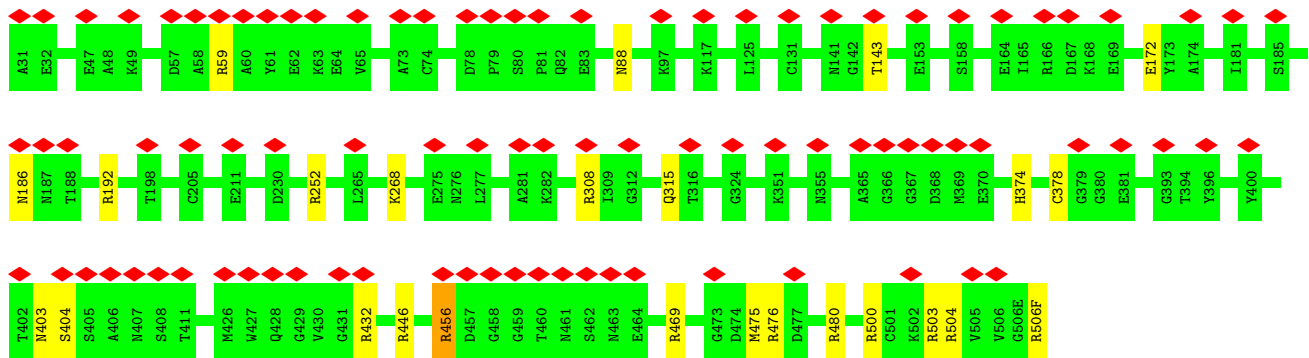 A31 E32 E47 A48 K49 D57 A58 R59 A60 Y61 E62 K63 E64 V65 A73 C74 D78 P79 S80 P81 Q82 E83 N88 K97 K117 L125 C131 N141 G142 T143 E153 S158 E164 I165 R166 D167 K168 E169 E172 Y173 A174 I181 S185
N186 N187 T188 R192 T198 C205 E211 D230 R252 L265 K268 E275 N276 L277 A281 K282 R308 I309 G312 Q315 T316 G324 K351 N355 A365 G366 G367 D368 M369 E370 H374 C378 G379 G380 E381 G393 T394 Y396 Y400
T402 N403 S404 S405 A406 N407 S408 T411 M426 W427 Q428 G429 V430 G431 R432 R446 R456 D457 G458 G459 T460 N461 S462 N463 E464 R469 G473 D474 M475 R476 D477 R480 R500 C501 K502 R503 R504 V505 V506 G506E R506F